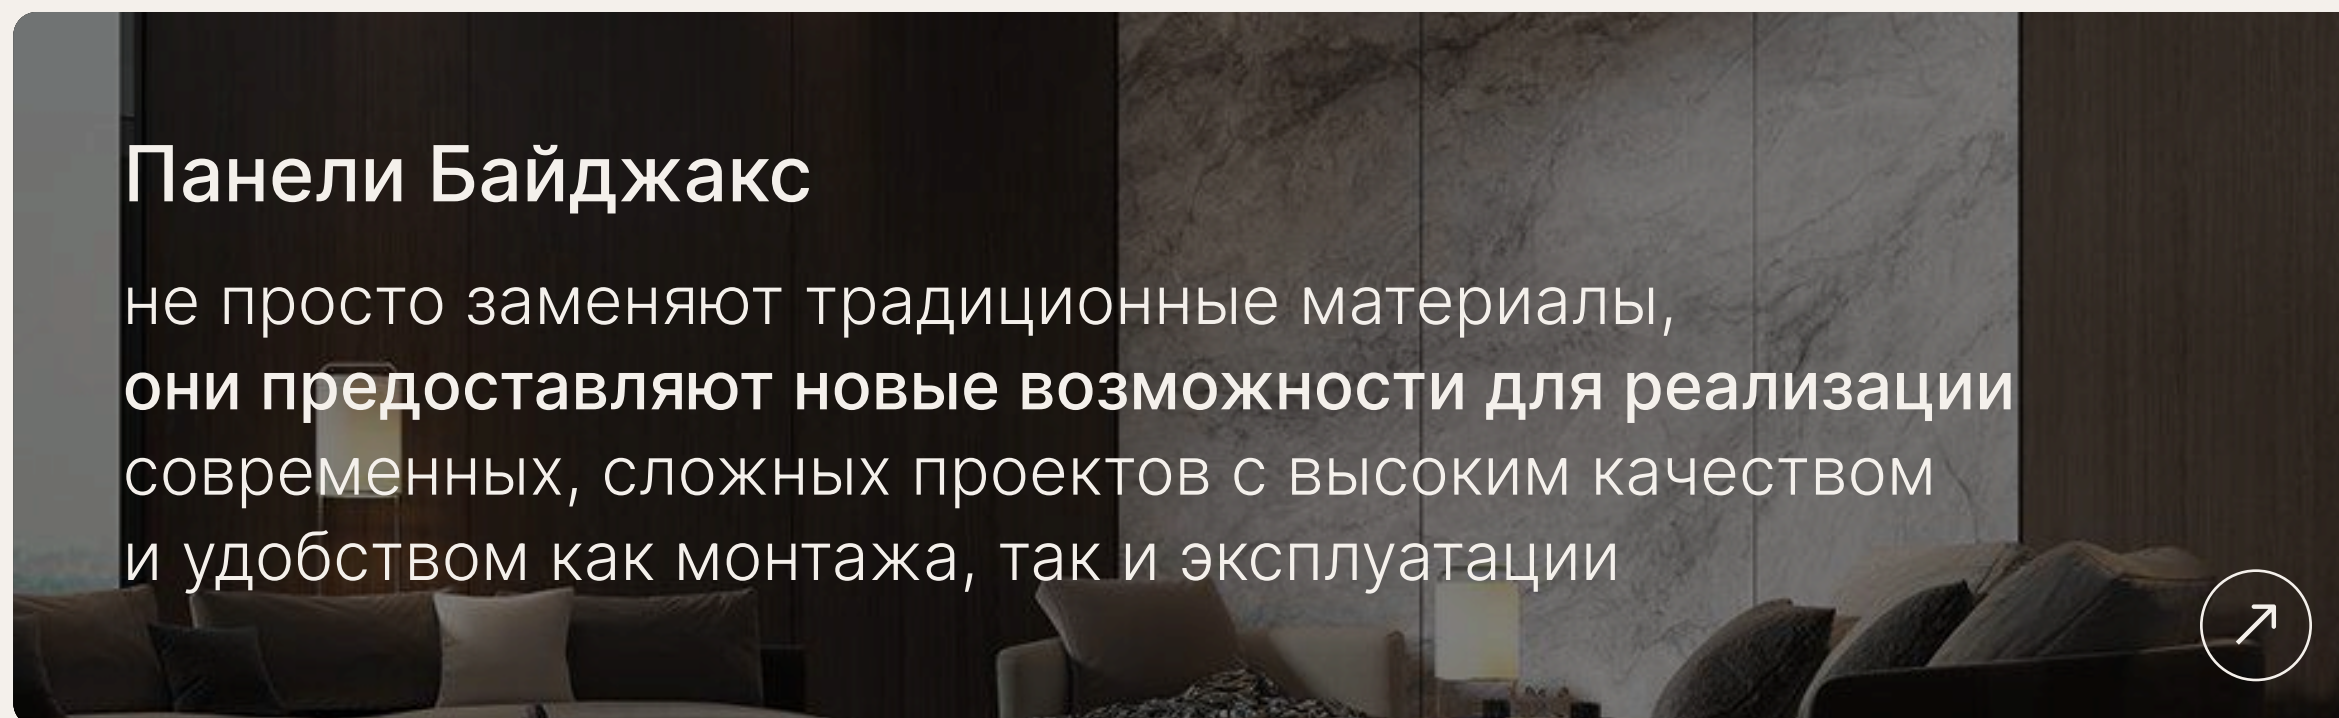 Панели Байджакс
не просто заменяют традиционные материалы,
они предоставляют новые возможности для реализации
современных, сложных проектов с высоким качеством
и удобством как монтажа, так и эксплуатации